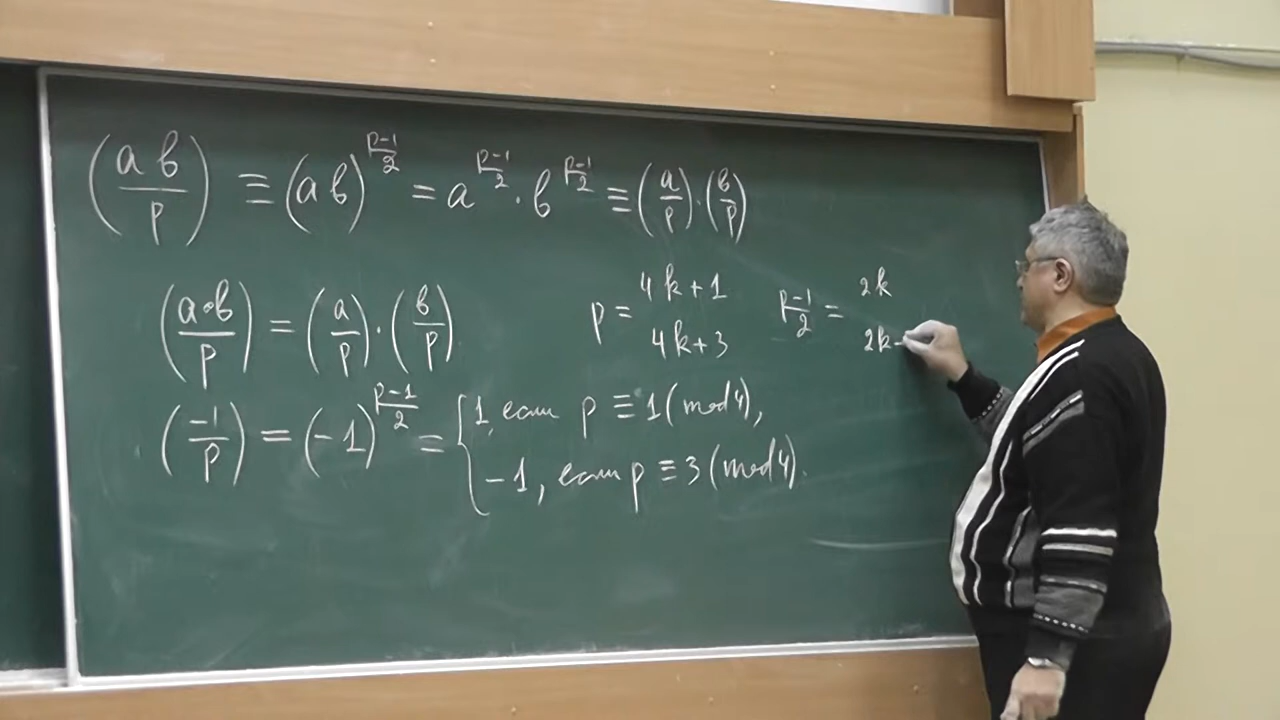 (ab/p) ≡ (ab)^((p-1)/2) = a^((p-1)/2) · b^((p-1)/2) ≡ (a/p) · (b/p)
(a·b/p) = (a/p) · (b/p)
p = 4k+1
4k+3
(p-1)/2 = 2k
2k-
(-1/p) = (-1)^((p-1)/2) = { 1, если p ≡ 1 (mod 4),
-1, если p ≡ 3 (mod 4).